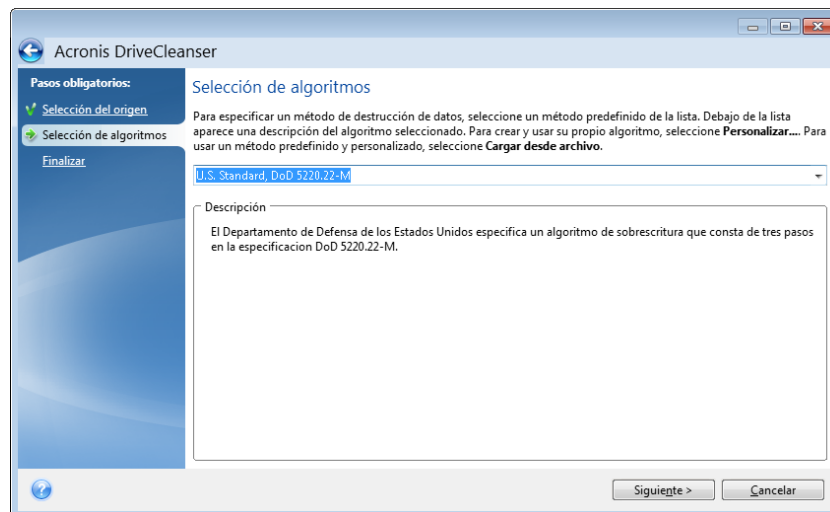 Acronis DriveCleanser
Pasos obligatorios:
Selección del origen
Selección de algoritmos
Finalizar
Selección de algoritmos
Para especificar un método de destrucción de datos, seleccione un método predefinido de la lista. Debajo de la lista
aparece una descripción del algoritmo seleccionado. Para crear y usar su propio algoritmo, seleccione Personalizar.... Para
usar un método predefinido y personalizado, seleccione Cargar desde archivo.
U.S. Standard, DoD 5220.22-M
Descripción
El Departamento de Defensa de los Estados Unidos especifica un algoritmo de sobrescritura que consta de tres pasos
en la especificacion DoD 5220.22-M.
Siguiente >
Cancelar